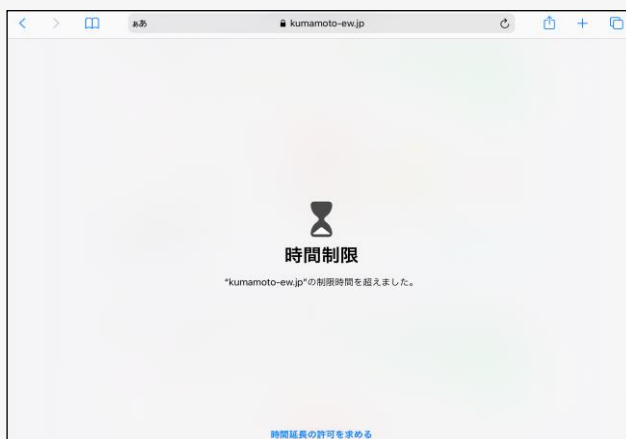 ぁあ kumamoto-ew.jp
時間制限
"kumamoto-ew.jp"の制限時間を超えました。
時間延長の許可を求める